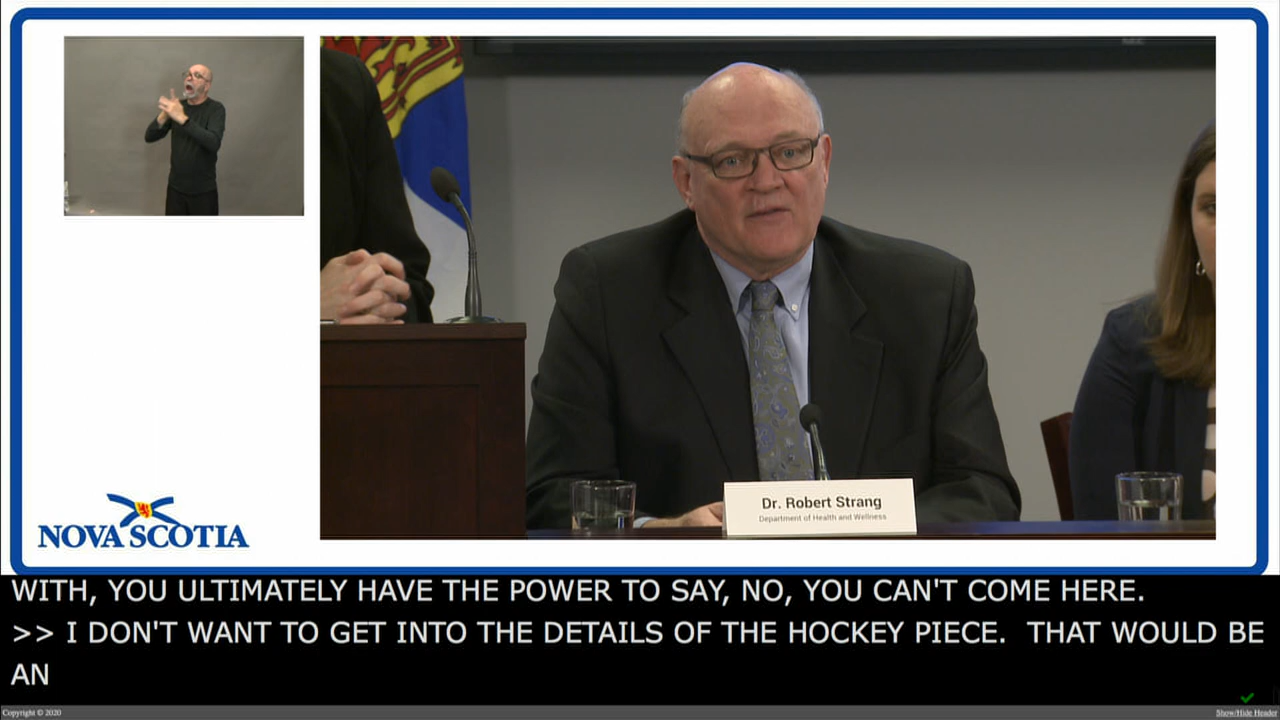 Dr. Robert Strang
Department of Health and Wellness
NOVA SCOTIA
WITH, YOU ULTIMATELY HAVE THE POWER TO SAY, NO, YOU CAN'T COME HERE.
>> I DON'T WANT TO GET INTO THE DETAILS OF THE HOCKEY PIECE.  THAT WOULD BE
AN
Copyright © 2020
Show/Hide Header